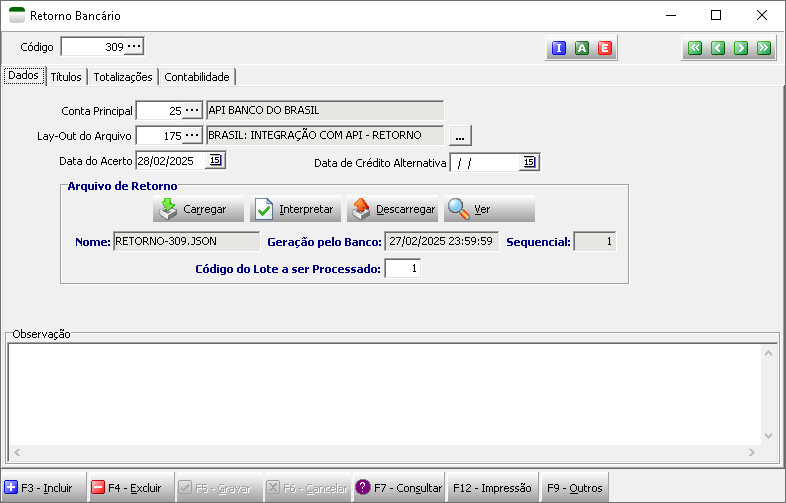 Retorno Bancário
Código 309 ... I A E
Dados Títulos Totalizações Contabilidade
Conta Principal 25 ... API BANCO DO BRASIL
Lay-Out do Arquivo 175 ... BRASIL: INTEGRAÇÃO COM API - RETORNO ...
Data do Acerto 28/02/2025 15 Data de Crédito Alternativa / / 15
Arquivo de Retorno
Carregar Interpretar Descarregar Ver
Nome: RETORNO-309.JSON Geração pelo Banco: 27/02/2025 23:59:59 Sequencial: 1
Código do Lote a ser Processado: 1
Observação
F3 - Incluir F4 - Excluir F5 - Gravar F6 - Cancelar F7 - Consultar F12 - Impressão F9 - Outros